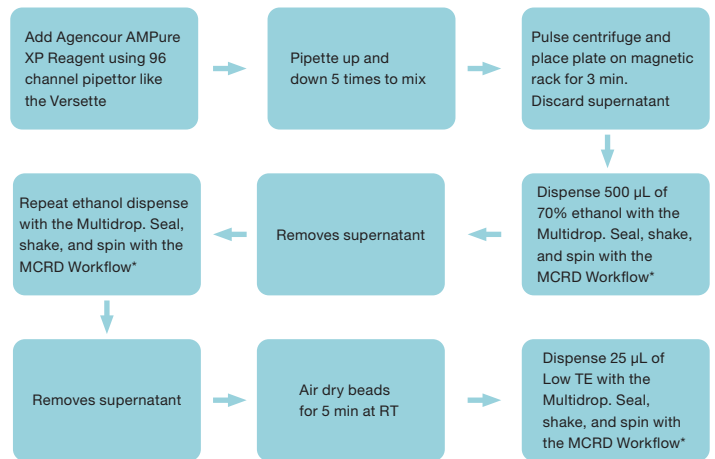 Add Agencour AMPure
XP Reagent using 96
channel pipettor like
the Versette
Pipette up and
down 5 times to mix
Pulse centrifuge and
place plate on magnetic
rack for 3 min.
Discard supernatant
Dispense 500 µL of
70% ethanol with the
Multidrop. Seal, shake,
and spin with the
MCRD Workflow*
Removes supernatant
Repeat ethanol dispense
with the Multidrop. Seal,
shake, and spin with the
MCRD Workflow*
Removes supernatant
Air dry beads
for 5 min at RT
Dispense 25 µL of
Low TE with the
Multidrop. Seal,
shake, and spin with
the MCRD Workflow*